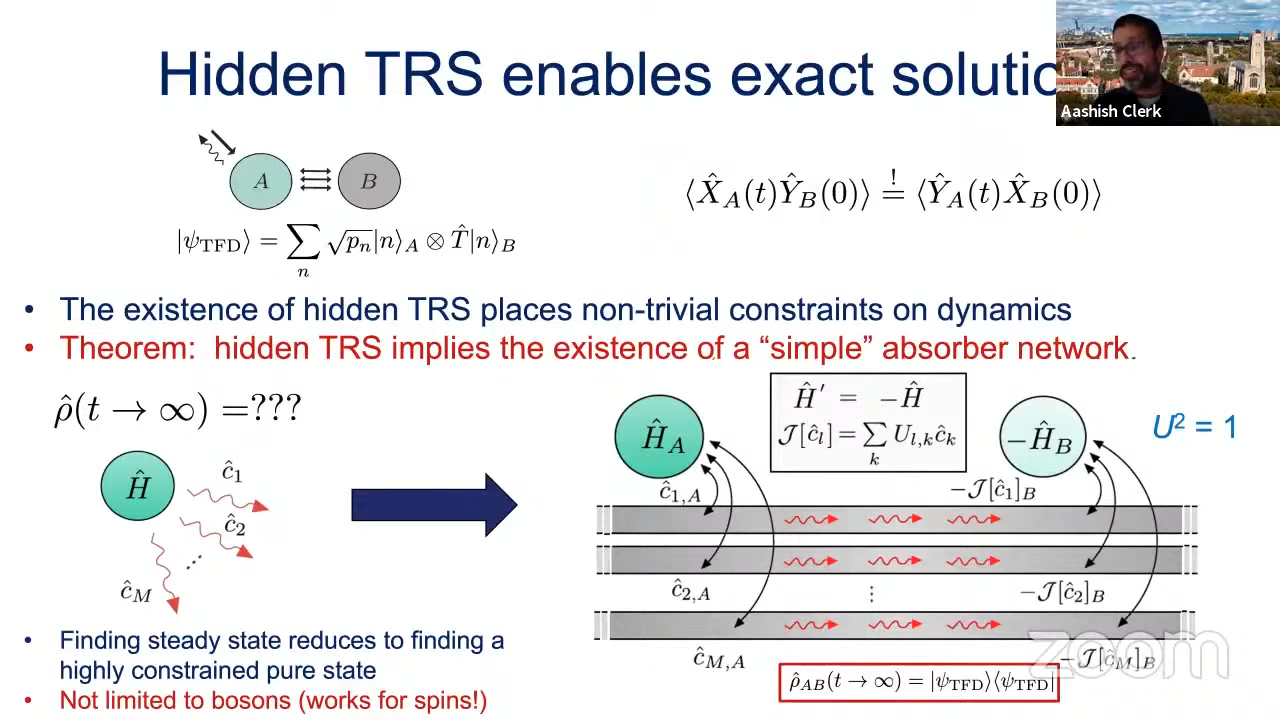 Hidden TRS enables exact solutio
Aashish Clerk
A B
|ψ_TFD⟩ = ∑_n √p_n |n⟩_A ⊗ T̂|n⟩_B
⟨X̂_A(t)Ŷ_B(0)⟩ =^! ⟨Ŷ_A(t)X̂_B(0)⟩
• The existence of hidden TRS places non-trivial constraints on dynamics
• Theorem: hidden TRS implies the existence of a “simple” absorber network.
ρ̂(t → ∞) =???
Ĥ
ĉ_1
ĉ_2
⋱
ĉ_M
Ĥ_A
Ĥ′ = −Ĥ
𝒥[ĉ_l] = ∑_k U_{l,k} ĉ_k
−Ĥ_B
U² = 1
ĉ_{1,A} −𝒥[ĉ_1]_B
ĉ_{2,A} ⋮ −𝒥[ĉ_2]_B
ĉ_{M,A} −𝒥[ĉ_M]_B
zoom
ρ̂_AB(t → ∞) = |ψ_TFD⟩⟨ψ_TFD|
• Finding steady state reduces to finding a
highly constrained pure state
• Not limited to bosons (works for spins!)